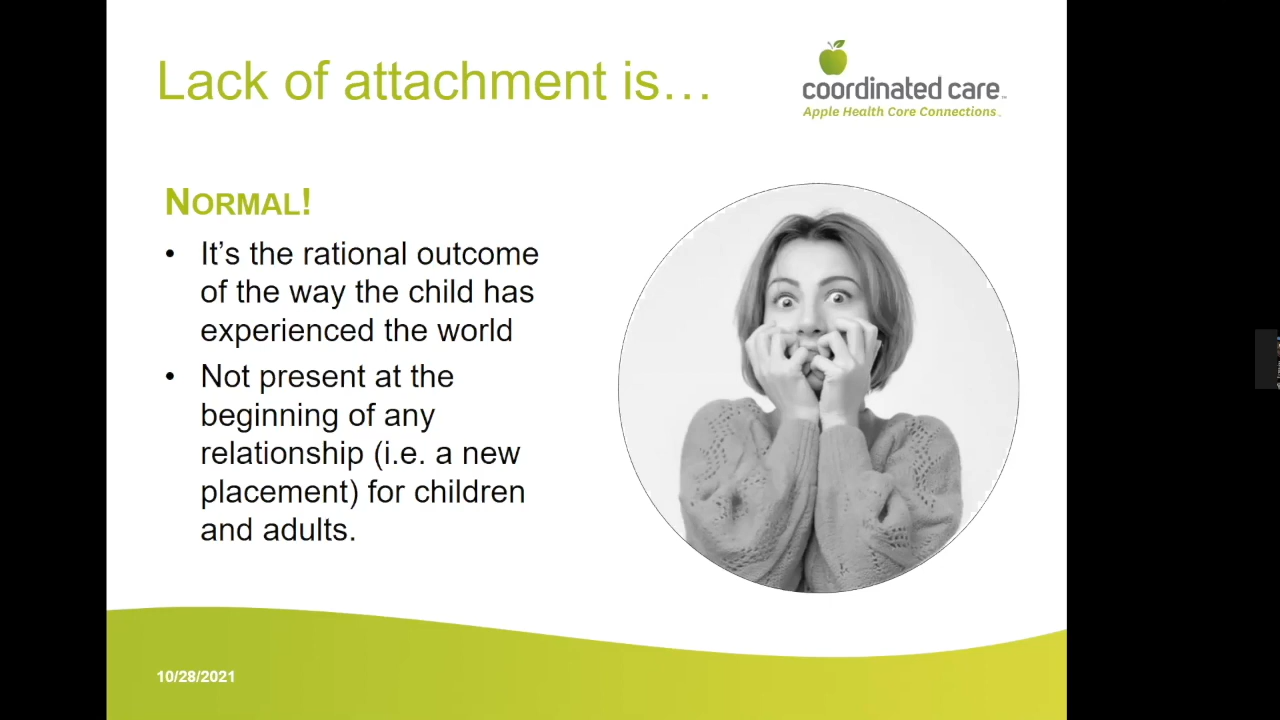 Lack of attachment is…
coordinated care™
Apple Health Core Connections™
NORMAL!
• It's the rational outcome
of the way the child has
experienced the world
• Not present at the
beginning of any
relationship (i.e. a new
placement) for children
and adults.
10/28/2021